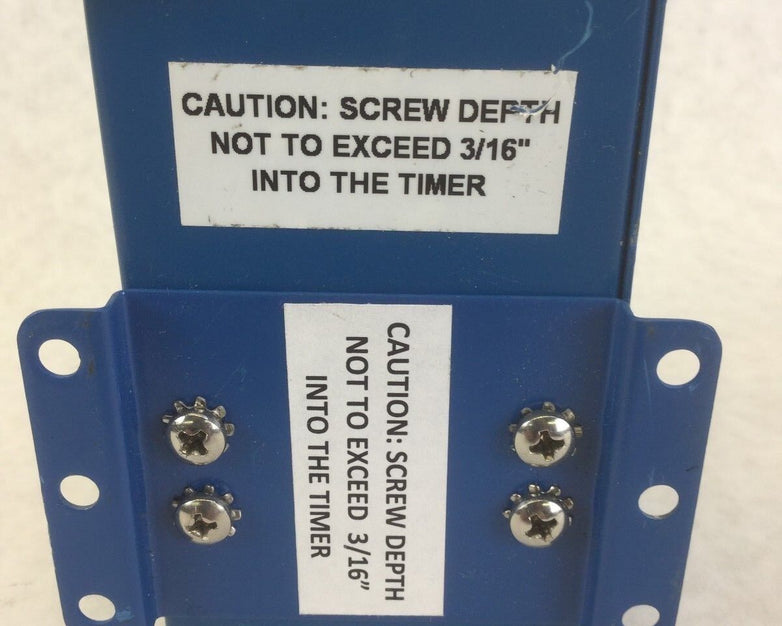 CAUTION: SCREW DEPTH
NOT TO EXCEED 3/16"
INTO THE TIMER
CAUTION: SCREW DEPTH
NOT TO EXCEED 3/16”
INTO THE TIMER